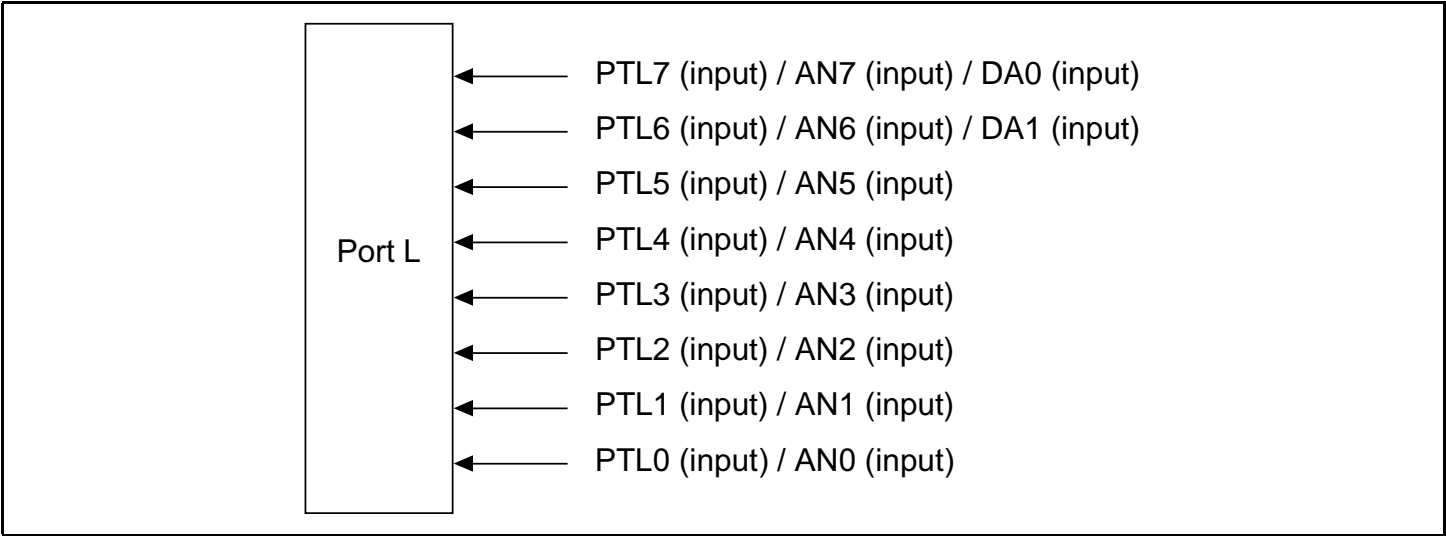 PTL7 (input) / AN7 (input) / DA0 (input)
PTL6 (input) / AN6 (input) / DA1 (input)
PTL5 (input) / AN5 (input)
PTL4 (input) / AN4 (input)
Port L
PTL3 (input) / AN3 (input)
PTL2 (input) / AN2 (input)
PTL1 (input) / AN1 (input)
PTL0 (input) / AN0 (input)